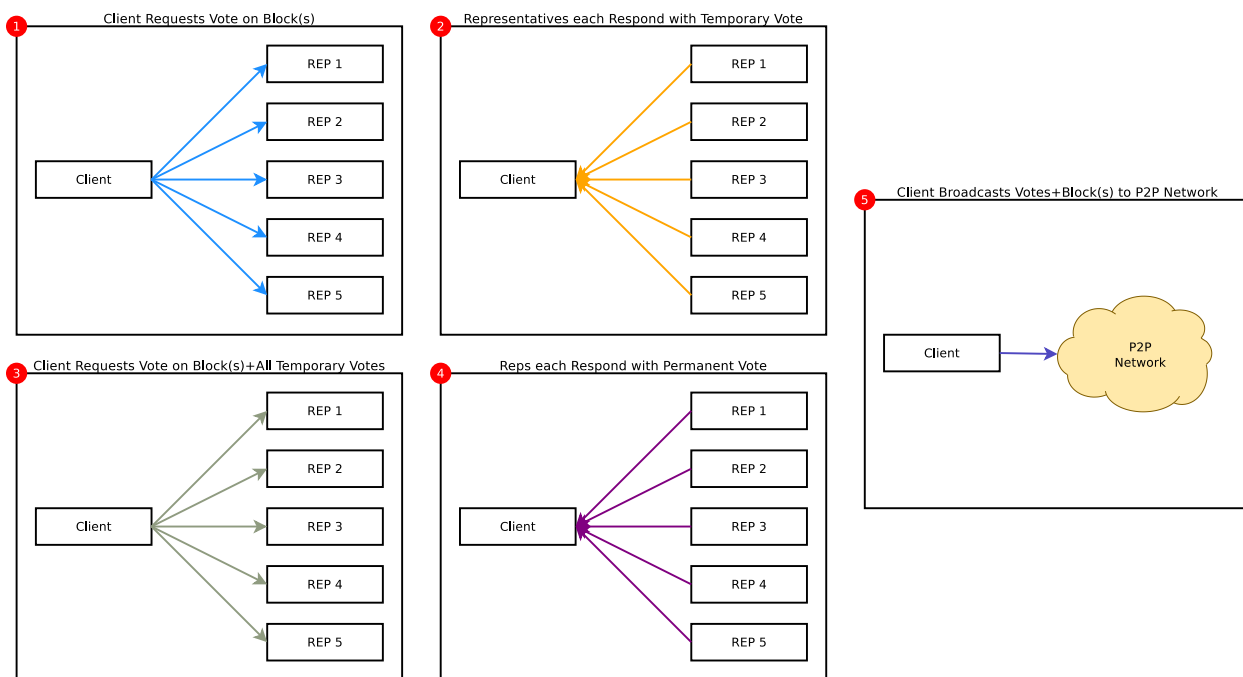 1
Client Requests Vote on Block(s)
REP 1
REP 2
Client
REP 3
REP 4
REP 5
2
Representatives each Respond with Temporary Vote
REP 1
REP 2
Client
REP 3
REP 4
REP 5
3
Client Requests Vote on Block(s)+All Temporary Votes
REP 1
REP 2
Client
REP 3
REP 4
REP 5
4
Reps each Respond with Permanent Vote
REP 1
REP 2
Client
REP 3
REP 4
REP 5
5
Client Broadcasts Votes+Block(s) to P2P Network
Client
P2P
Network